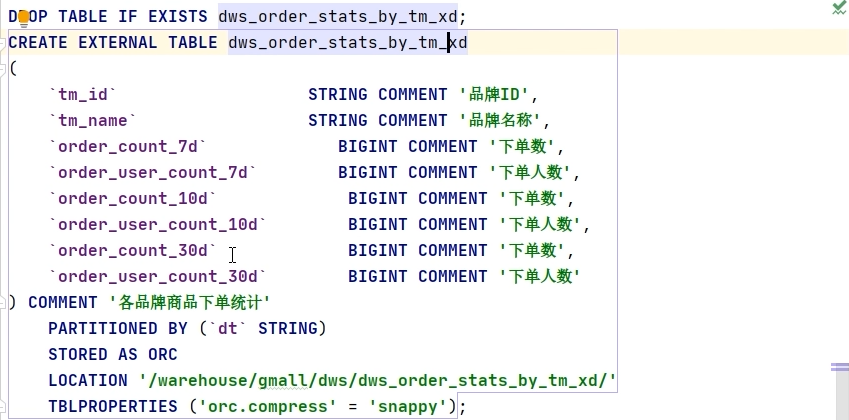 DROP TABLE IF EXISTS dws_order_stats_by_tm_xd;
CREATE EXTERNAL TABLE dws_order_stats_by_tm_xd
(
    `tm_id`                   STRING COMMENT '品牌ID',
    `tm_name`                 STRING COMMENT '品牌名称',
    `order_count_7d`             BIGINT COMMENT '下单数',
    `order_user_count_7d`        BIGINT COMMENT '下单人数',
    `order_count_10d`             BIGINT COMMENT '下单数',
    `order_user_count_10d`        BIGINT COMMENT '下单人数',
    `order_count_30d`             BIGINT COMMENT '下单数',
    `order_user_count_30d`        BIGINT COMMENT '下单人数'
) COMMENT '各品牌商品下单统计'
    PARTITIONED BY (`dt` STRING)
    STORED AS ORC
    LOCATION '/warehouse/gmall/dws/dws_order_stats_by_tm_xd/'
    TBLPROPERTIES ('orc.compress' = 'snappy');